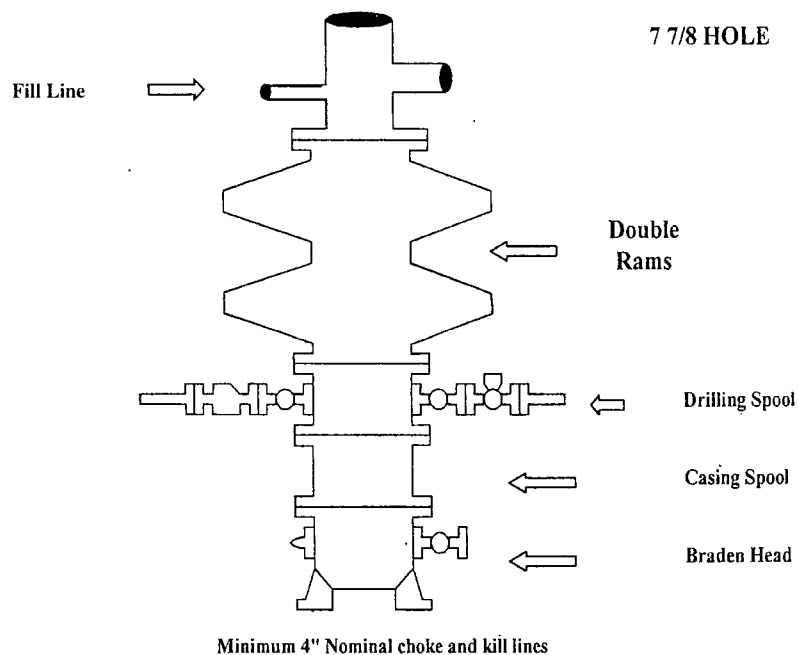 7 7/8 HOLE
Fill Line
Double
Rams
Drilling Spool
Casing Spool
Braden Head
Minimum 4" Nominal choke and kill lines